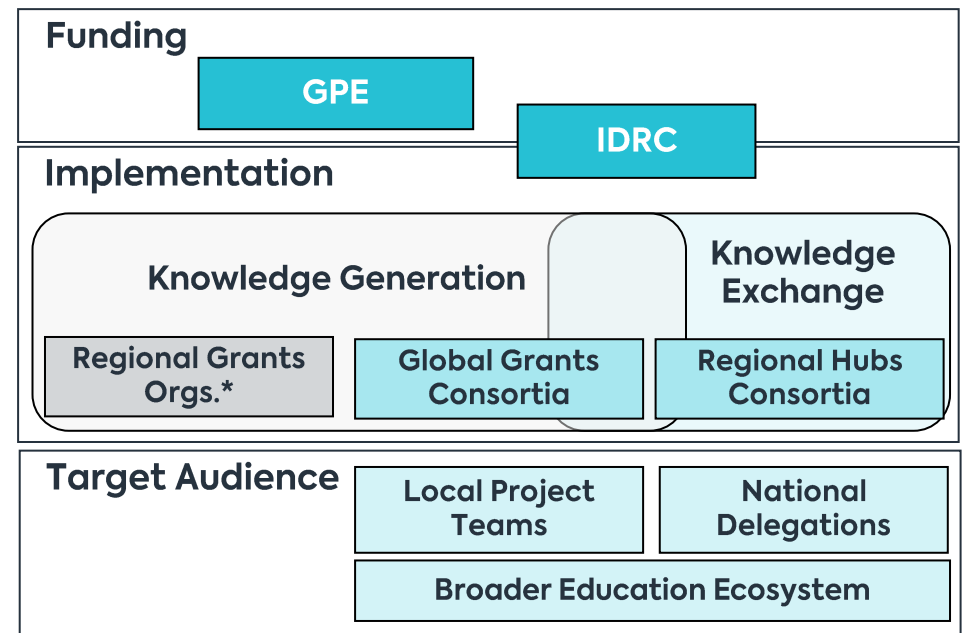 Funding
GPE
IDRC
Implementation
Knowledge Generation
Knowledge
Exchange
Regional Grants
Orgs.*
Global Grants
Consortia
Regional Hubs
Consortia
Target Audience
Local Project
Teams
National
Delegations
Broader Education Ecosystem